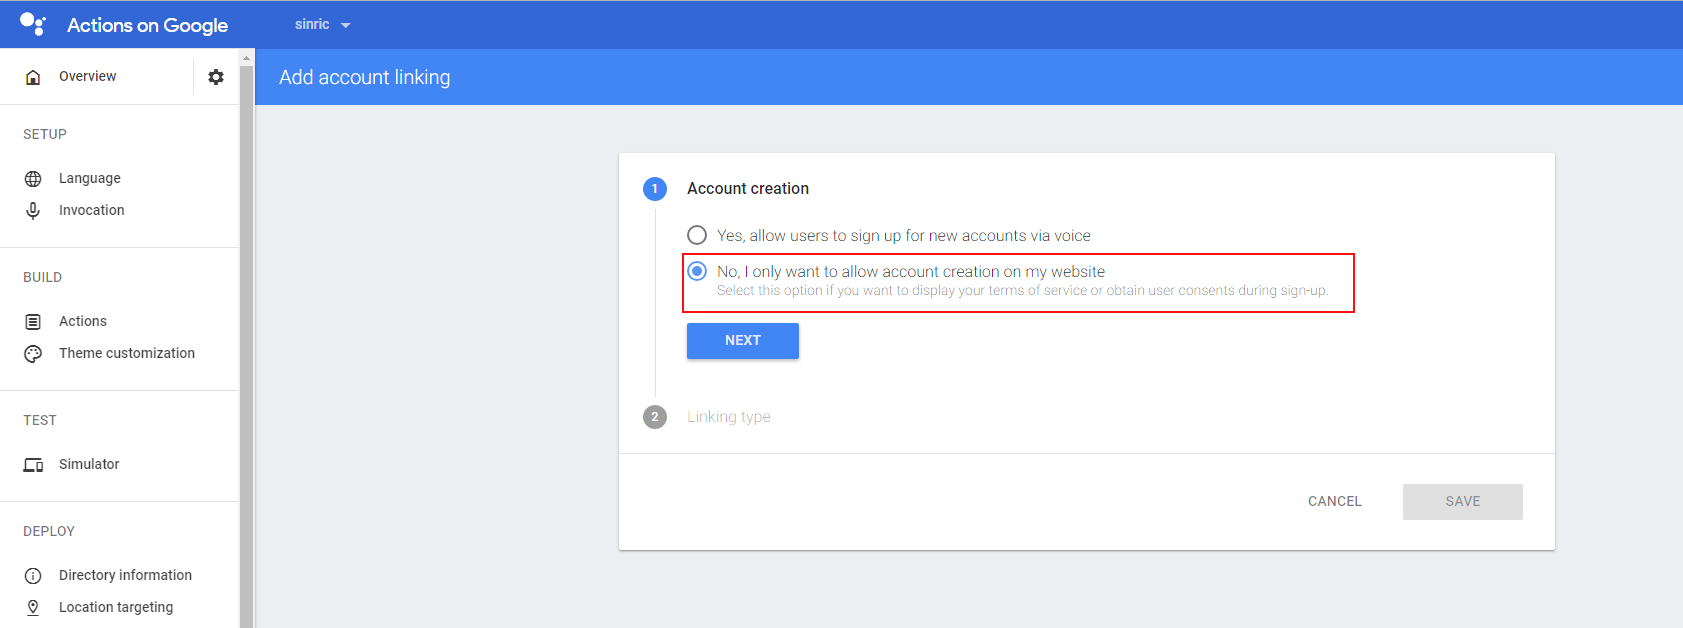 Actions on Google
sinric
Overview
Add account linking
SETUP
Language
Invocation
BUILD
Actions
Theme customization
TEST
Simulator
DEPLOY
Directory information
Location targeting
1
Account creation
Yes, allow users to sign up for new accounts via voice
No, I only want to allow account creation on my website
Select this option if you want to display your terms of service or obtain user consents during sign-up.
NEXT
2
Linking type
CANCEL
SAVE